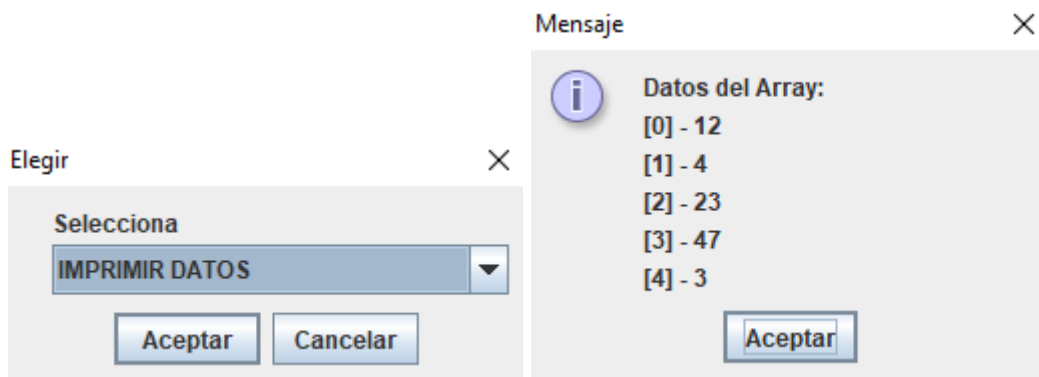 Elegir
Selecciona
IMPRIMIR DATOS
Aceptar
Cancelar
Mensaje
Datos del Array:
[0] - 12
[1] - 4
[2] - 23
[3] - 47
[4] - 3
Aceptar